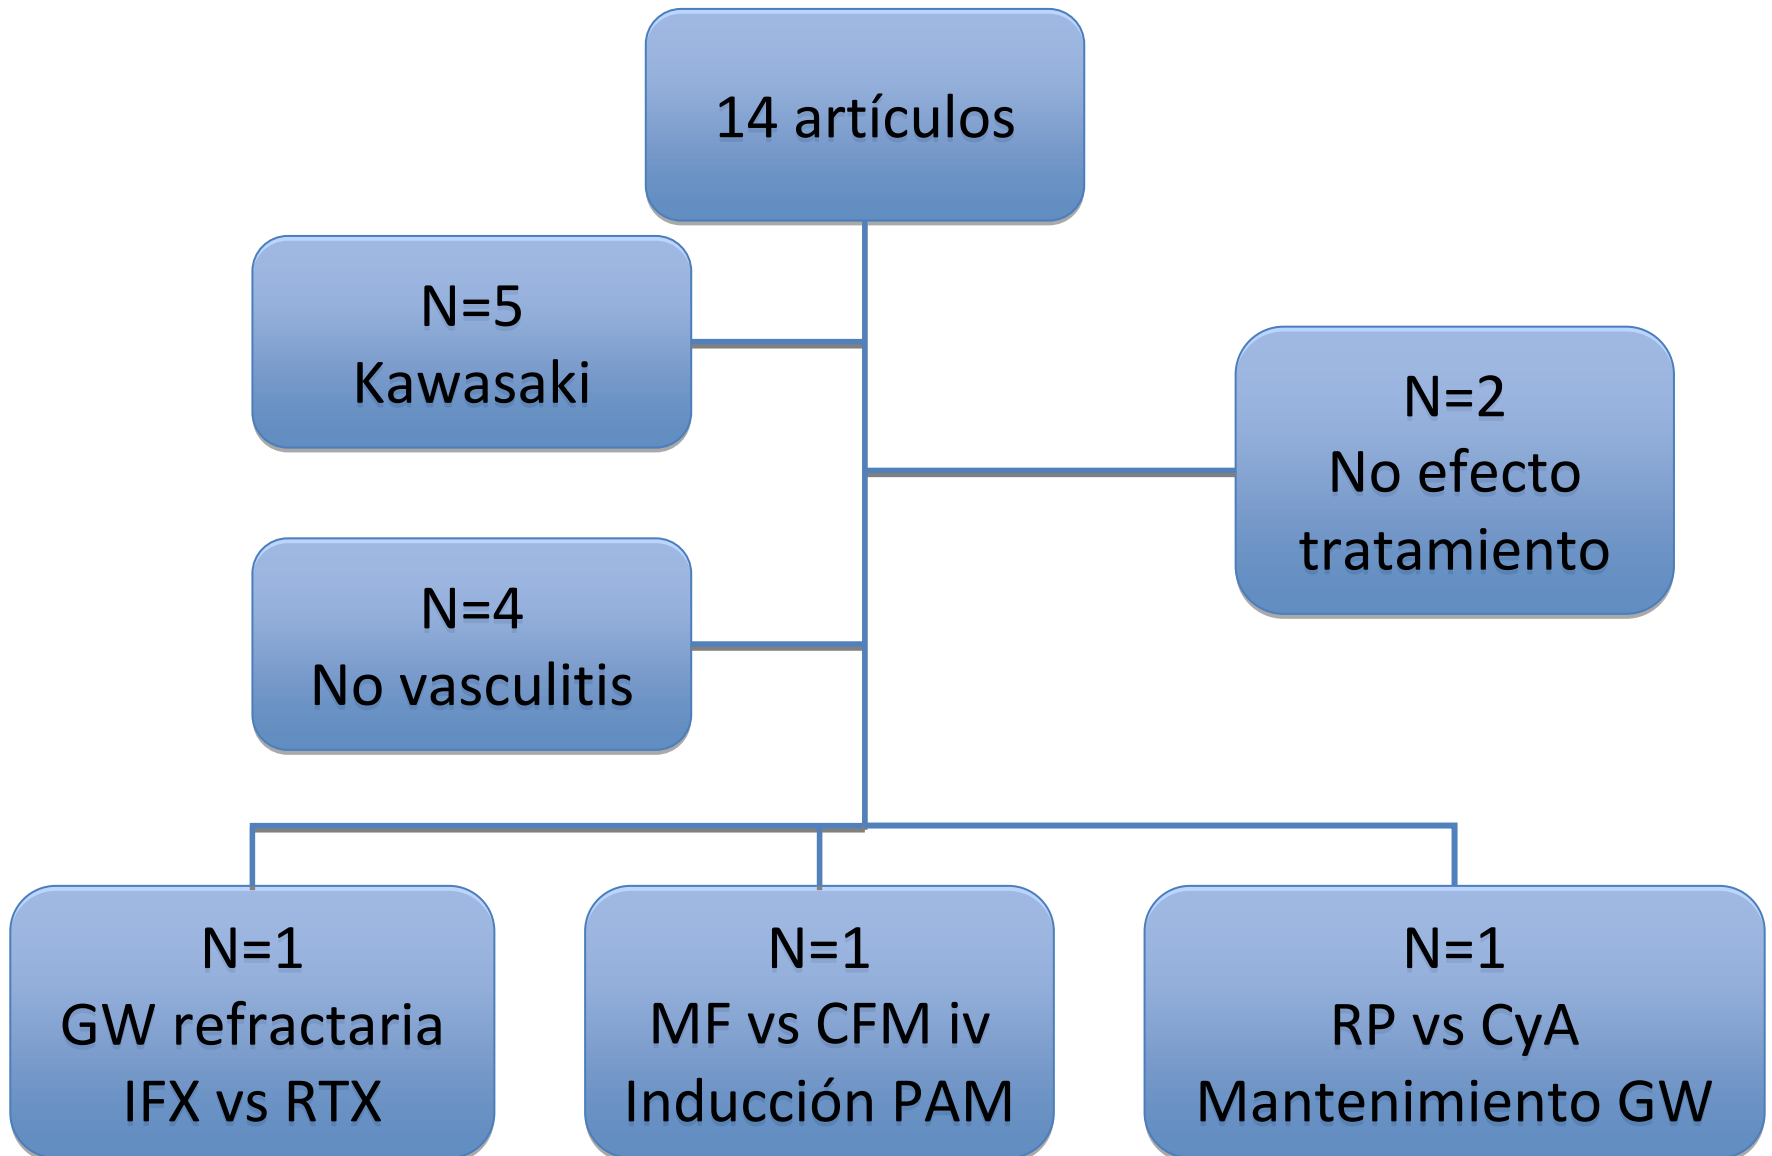 14 artículos
N=5
Kawasaki
N=2
No efecto
tratamiento
N=4
No vasculitis
N=1
GW refractaria
IFX vs RTX
N=1
MF vs CFM iv
Inducción PAM
N=1
RP vs CyA
Mantenimiento GW